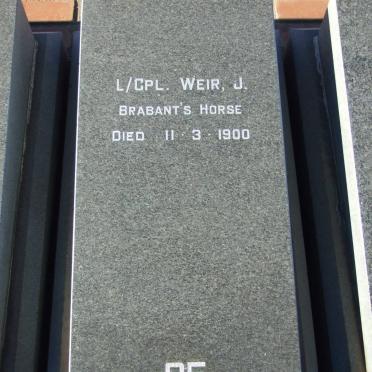 L/Cpl. Weir, J.
Brabant's Horse
Died 11 · 3 · 1900